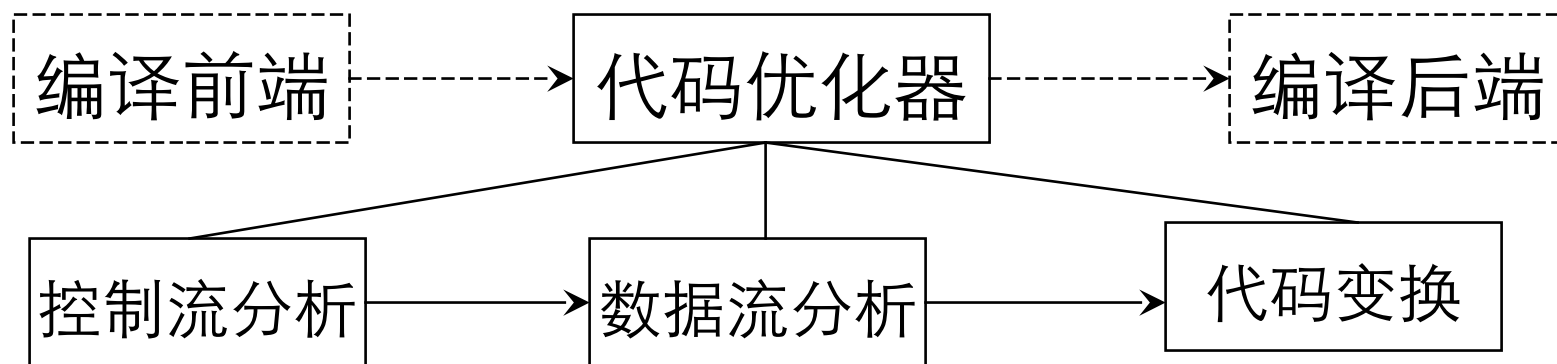 编译前端
代码优化器
编译后端
控制流分析
数据流分析
代码变换